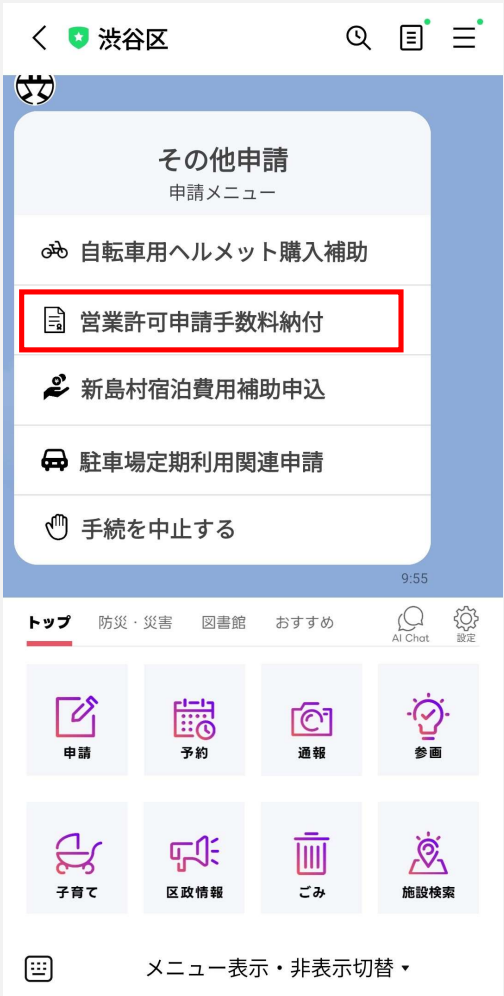 渋谷区
その他申請
申請メニュー
自転車用ヘルメット購入補助
営業許可申請手数料納付
新島村宿泊費用補助申込
駐車場定期利用関連申請
手続を中止する
9:55
トップ 防災・災害 図書館 おすすめ AI Chat 設定
申請 予約 通報 参画
子育て 区政情報 ごみ 施設検索
メニュー表示・非表示切替▼